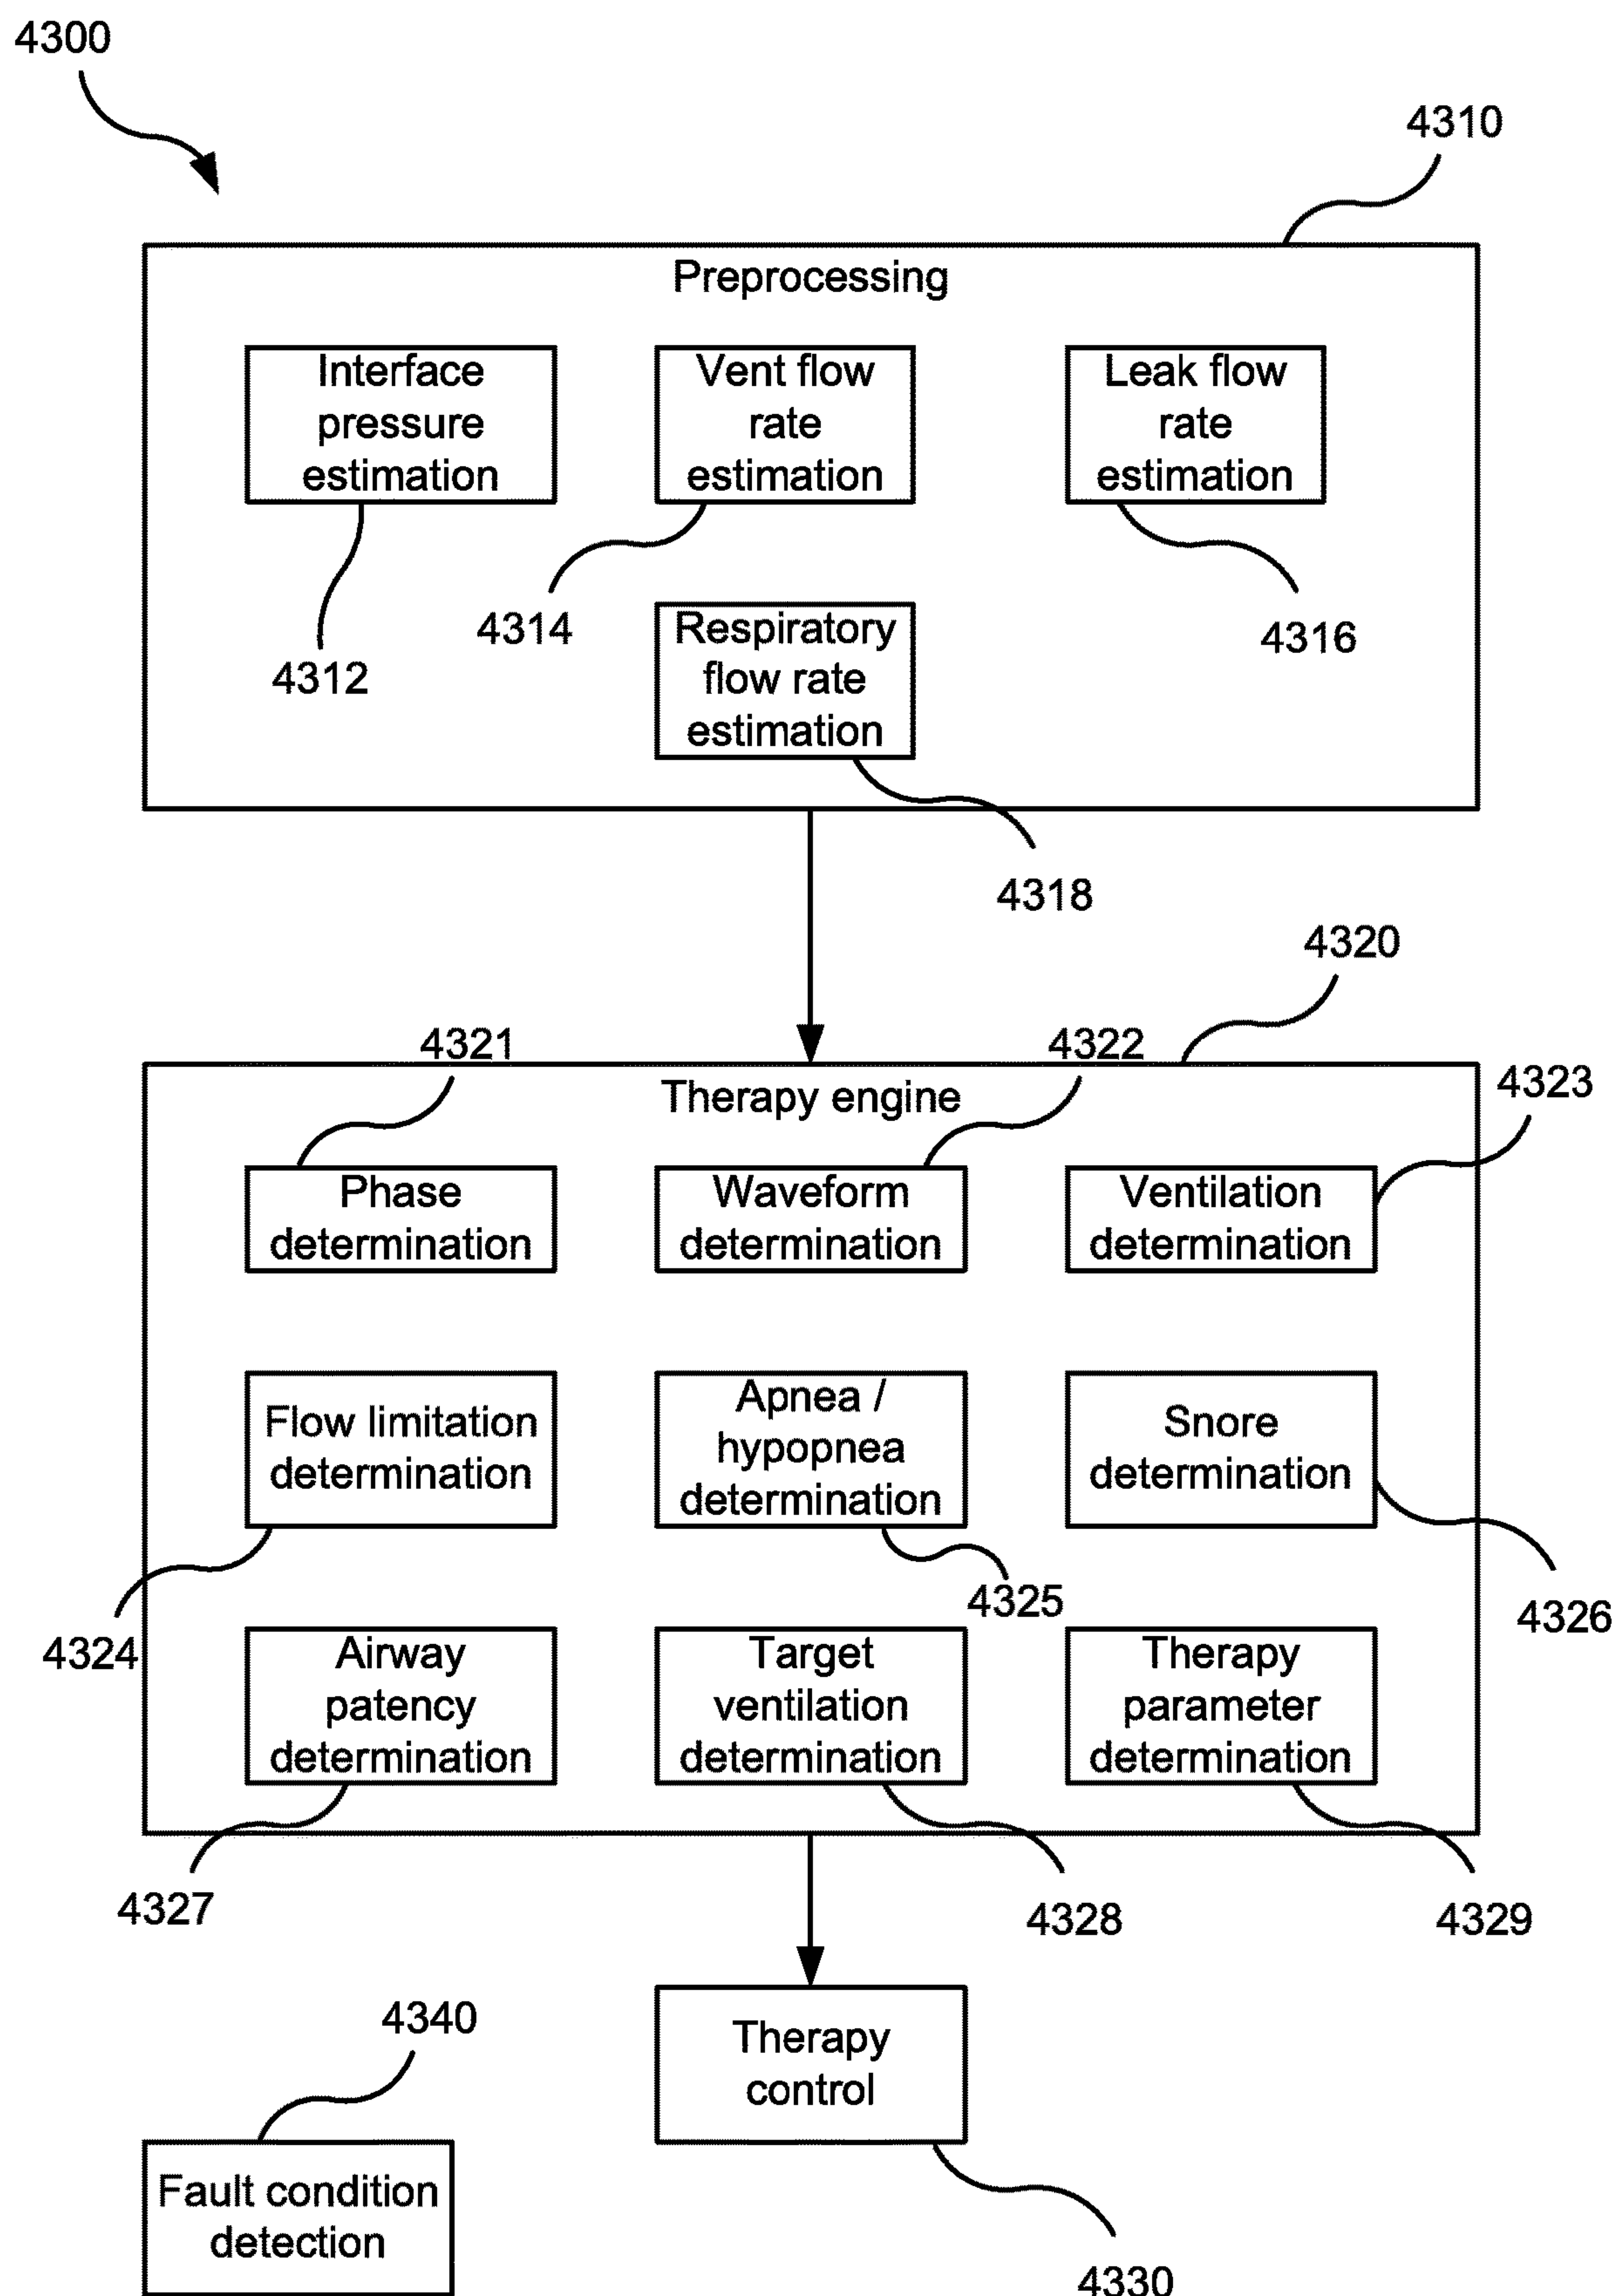 4300
4310
Preprocessing
Interface
pressure
estimation
Vent flow
rate
estimation
Leak flow
rate
estimation
4312
4314
4316
Respiratory
flow rate
estimation
4318
4320
4321
4322
4323
Therapy engine
Phase
determination
Waveform
determination
Ventilation
determination
Flow limitation
determination
Apnea /
hypopnea
determination
Snore
determination
4324
4325
4326
Airway
patency
determination
Target
ventilation
determination
Therapy
parameter
determination
4327
4328
4329
Therapy
control
4340
Fault condition
detection
4330